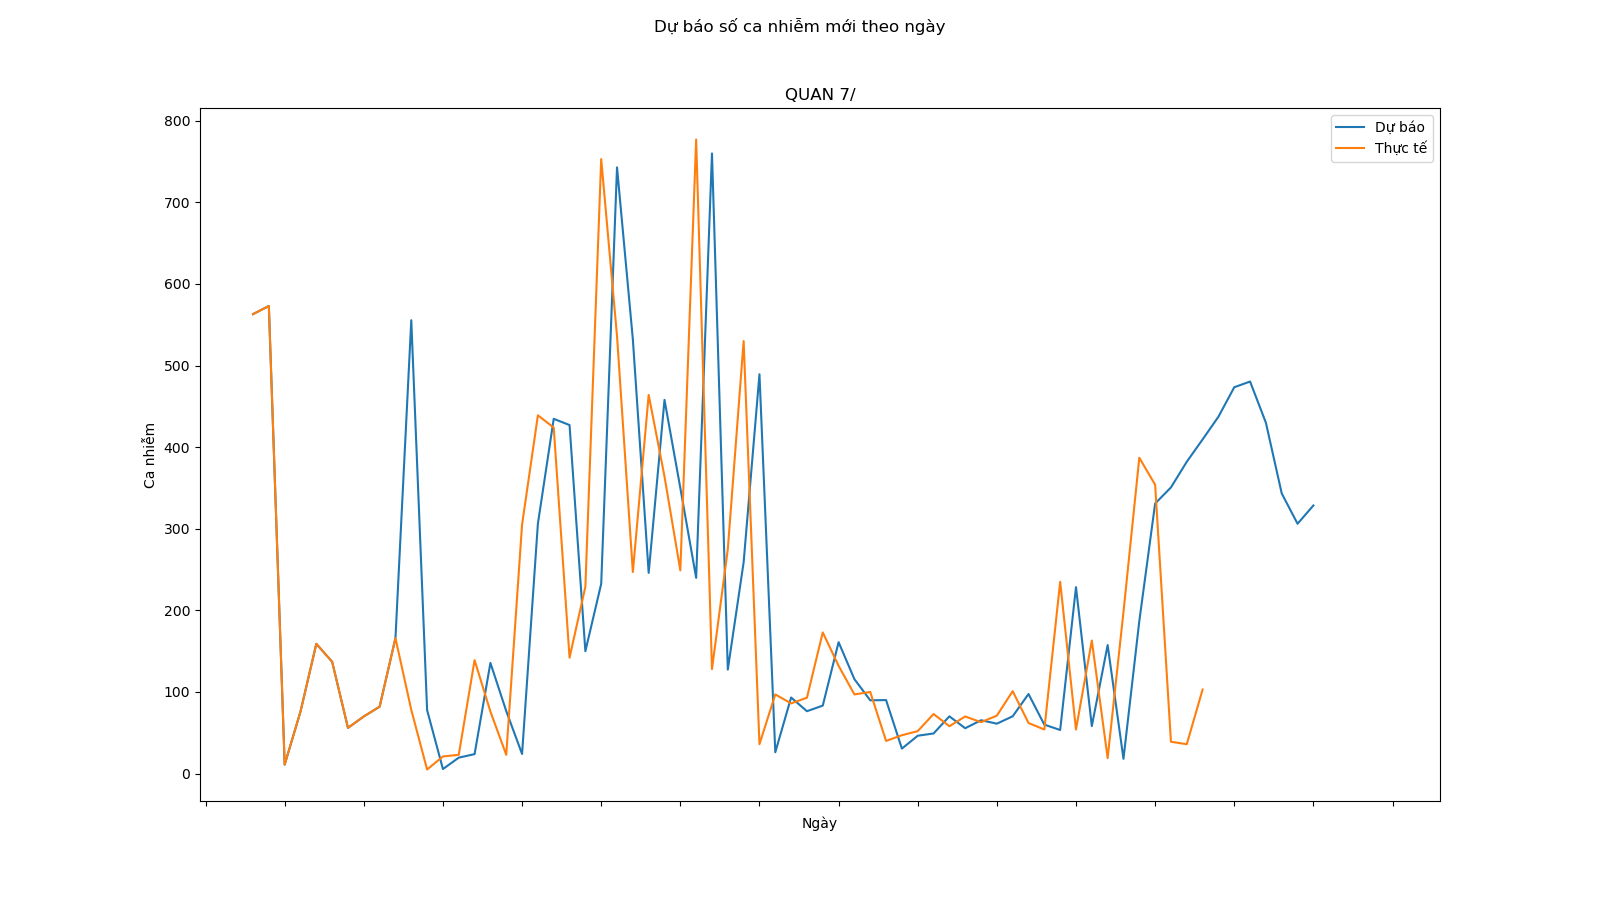 Dự báo số ca nhiễm mới theo ngày
QUAN 7/
Dự báo
Thực tế
800
700
600
500
400
300
200
100
0
Ca nhiễm
Ngày